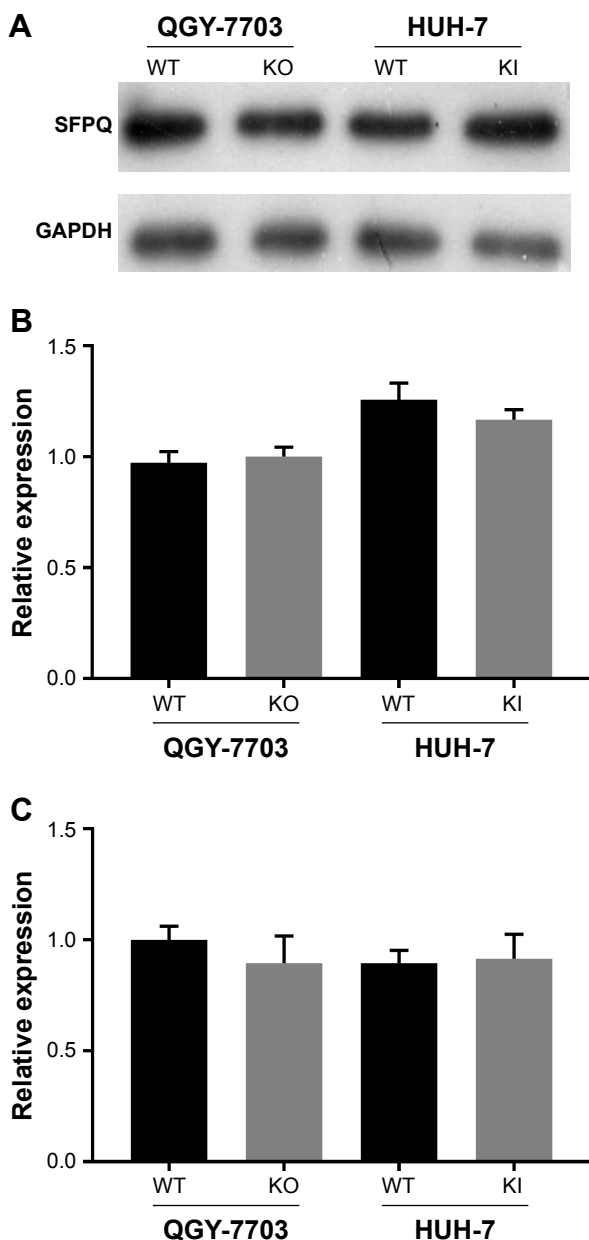 A
QGY-7703 HUH-7
WT KO WT KI
SFPQ
GAPDH
B
Relative expression
1.5
1.0
0.5
0.0
WT KO WT KI
QGY-7703 HUH-7
C
Relative expression
1.5
1.0
0.5
0.0
WT KO WT KI
QGY-7703 HUH-7